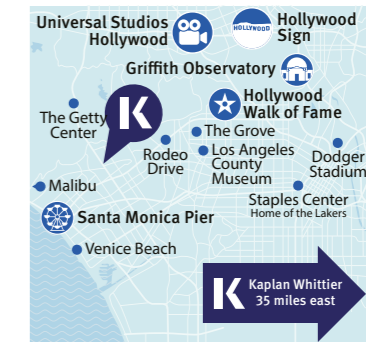 Universal Studios
Hollywood
HOLLYWOOD
Hollywood
Sign
Griffith Observatory
Hollywood
Walk of Fame
The Getty
Center
K
The Grove
Rodeo
Drive
Los Angeles
County
Museum
Dodger
Stadium
Malibu
Staples Center
Home of the Lakers
Santa Monica Pier
Venice Beach
K
Kaplan Whittier
35 miles east